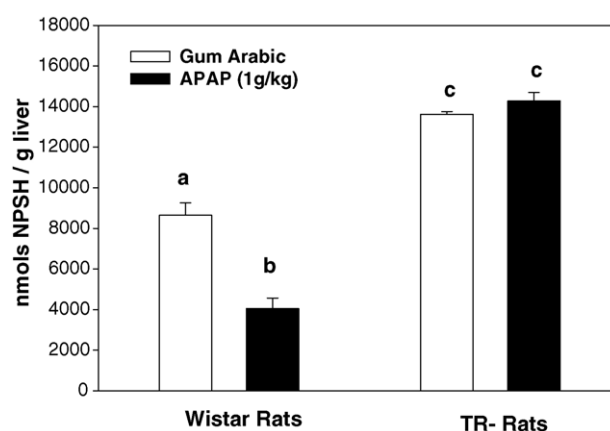 18000
16000
14000
12000
10000
8000
6000
4000
2000
0
nmols NPSH / g liver
Gum Arabic
APAP (1g/kg)
a
b
c
c
Wistar Rats
TR- Rats